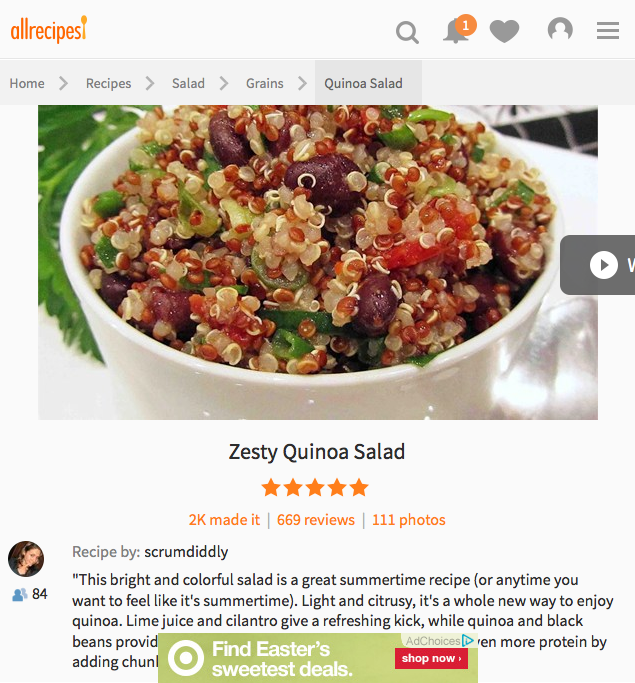 allrecipes
1
Home
Recipes
Salad
Grains
Quinoa Salad
W
Zesty Quinoa Salad
2K made it | 669 reviews | 111 photos
Recipe by: scrumdiddly
84
"This bright and colorful salad is a great summertime recipe (or anytime you
want to feel like it's summertime). Light and citrusy, it's a whole new way to enjoy
quinoa. Lime juice and cilantro give a refreshing kick, while quinoa and black
beans provid
ven more protein by
adding chun
AdChoices
Find Easter's
sweetest deals.
shop now ›